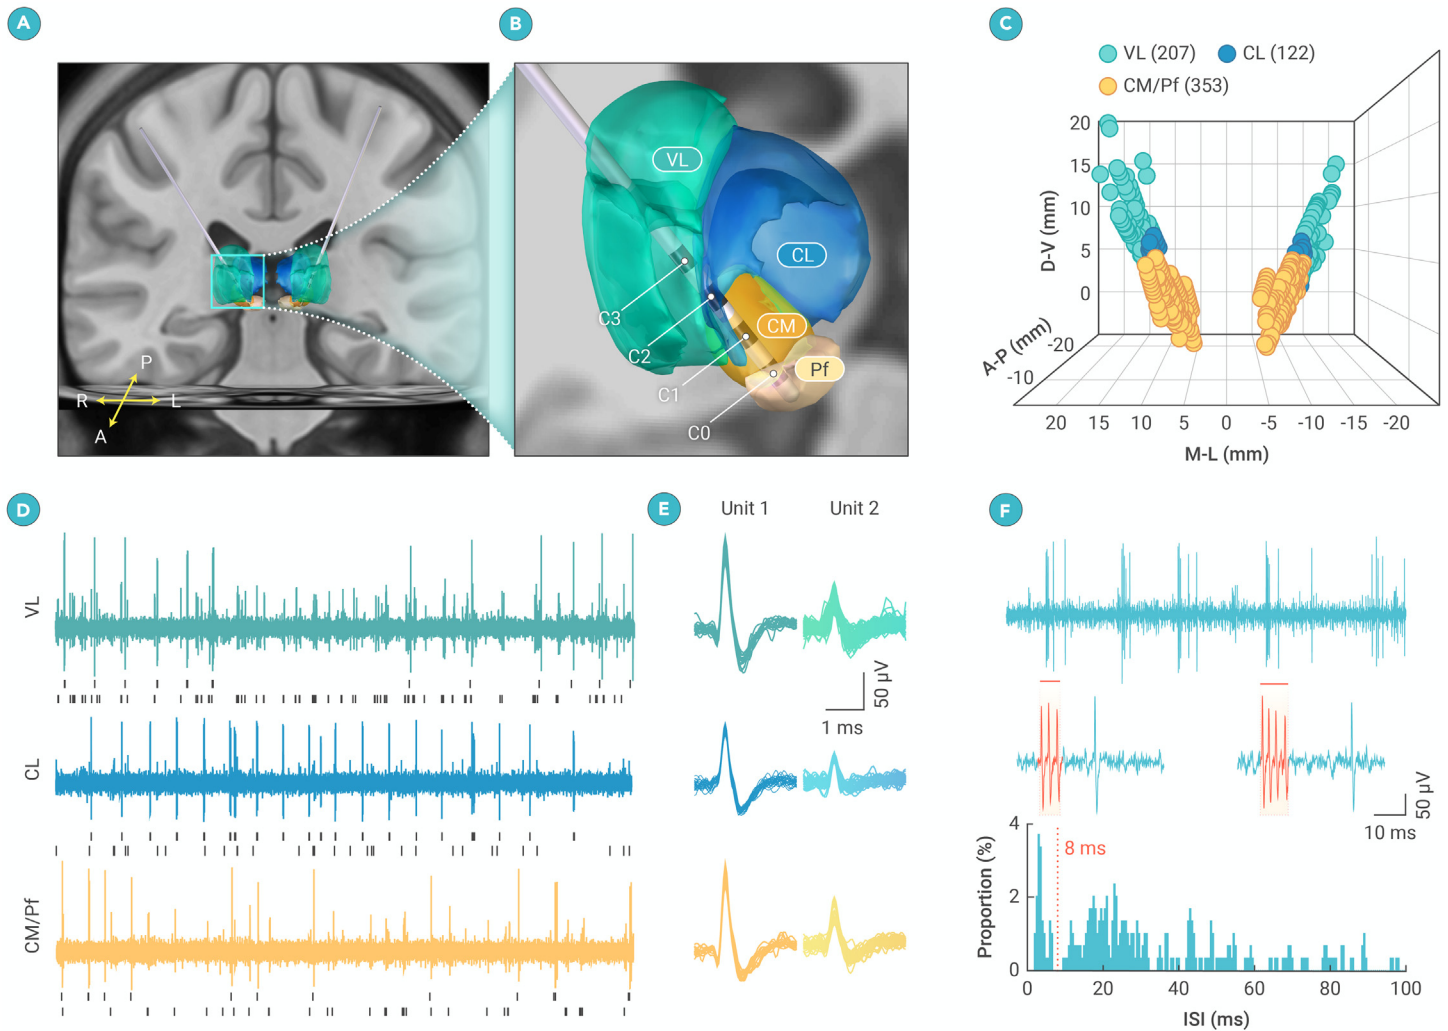 A
P
R
L
A
B
VL
CL
CM
Pf
C3
C2
C1
C0
C
VL (207)
CL (122)
CM/Pf (353)
D-V (mm)
20
15
10
5
0
A-P (mm)
-20
-10
20 15 10 5 0 -5 -10 -15 -20
M-L (mm)
D
VL
CL
CM/Pf
E
Unit 1
Unit 2
50 µV
1 ms
F
50 µV
10 ms
8 ms
Proportion (%)
4
2
0
0 20 40 60 80 100
ISI (ms)